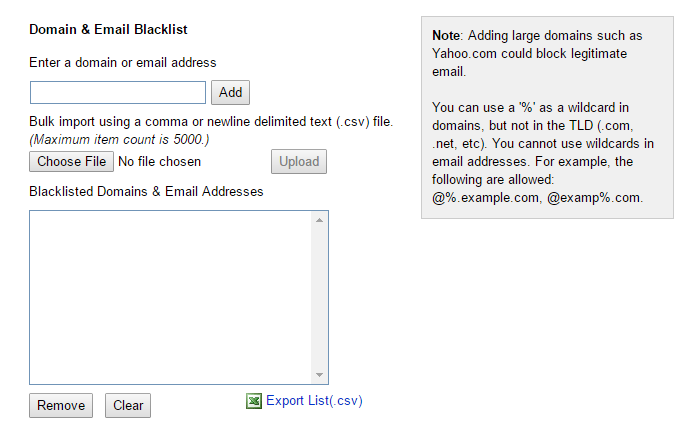 Domain & Email Blacklist
Enter a domain or email address
Add
Bulk import using a comma or newline delimited text (.csv) file.
(Maximum item count is 5000.)
Choose File No file chosen Upload
Blacklisted Domains & Email Addresses
Remove Clear Export List(.csv)
Note: Adding large domains such as
Yahoo.com could block legitimate
email.
You can use a '%' as a wildcard in
domains, but not in the TLD (.com,
.net, etc). You cannot use wildcards in
email addresses. For example, the
following are allowed:
@%.example.com, @examp%.com.